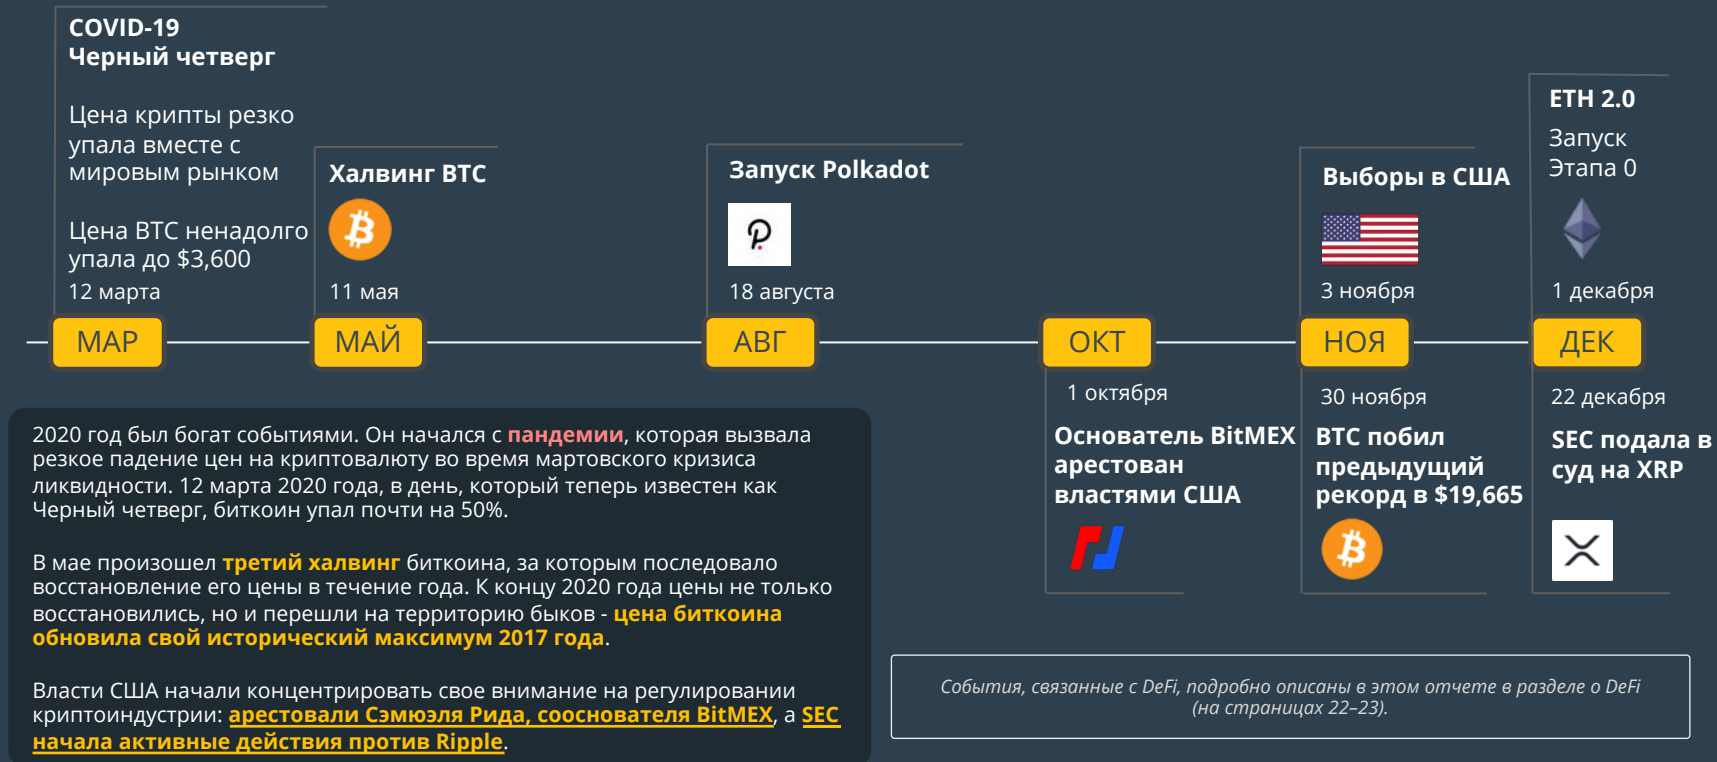 COVID-19
Черный четверг
Цена крипты резко
упала вместе с
мировым рынком
Цена BTC ненадолго
упала до $3,600
12 марта
МАР
Халвинг BTC
11 мая
МАЙ
Запуск Polkadot
18 августа
АВГ
ОКТ
1 октября
Основатель BitMEX
арестован
властями США
Выборы в США
3 ноября
НОЯ
30 ноября
BTC побил
предыдущий
рекорд в $19,665
ETH 2.0
Запуск
Этапа 0
1 декабря
ДЕК
22 декабря
SEC подала в
суд на XRP
2020 год был богат событиями. Он начался с пандемии, которая вызвала
резкое падение цен на криптовалюту во время мартовского кризиса
ликвидности. 12 марта 2020 года, в день, который теперь известен как
Черный четверг, биткоин упал почти на 50%.
В мае произошел третий халвинг биткоина, за которым последовало
восстановление его цены в течение года. К концу 2020 года цены не только
восстановились, но и перешли на территорию быков - цена биткоина
обновила свой исторический максимум 2017 года.
Власти США начали концентрировать свое внимание на регулировании
криптоиндустрии: арестовали Сэмюэля Рида, сооснователя BitMEX, а SEC
начала активные действия против Ripple.
События, связанные с DeFi, подробно описаны в этом отчете в разделе о DeFi
(на страницах 22–23).